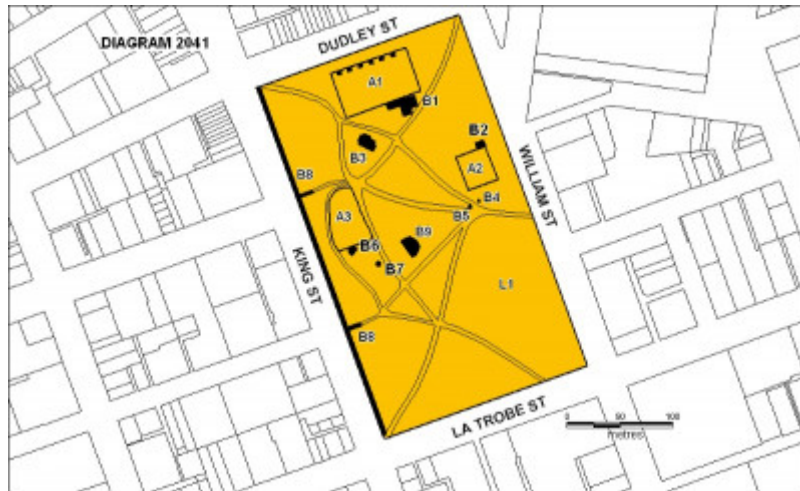 DUDLEY ST
DIAGRAM 2041
A1
B1
B2
B3
WILLIAM ST
A2
B8
B4
A3
B5
B6
B9
KING ST
B7
L1
B8
LA TROBE ST
0 50 100
metres